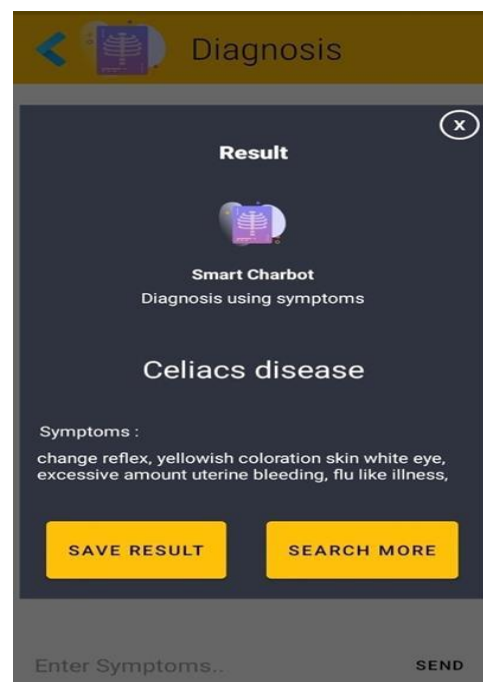 Diagnosis
x
Result
Smart Charbot
Diagnosis using symptoms
Celiacs disease
Symptoms :
change reflex, yellowish coloration skin white eye,
excessive amount uterine bleeding, flu like illness,
SAVE RESULT SEARCH MORE
Enter Symptoms.. SEND